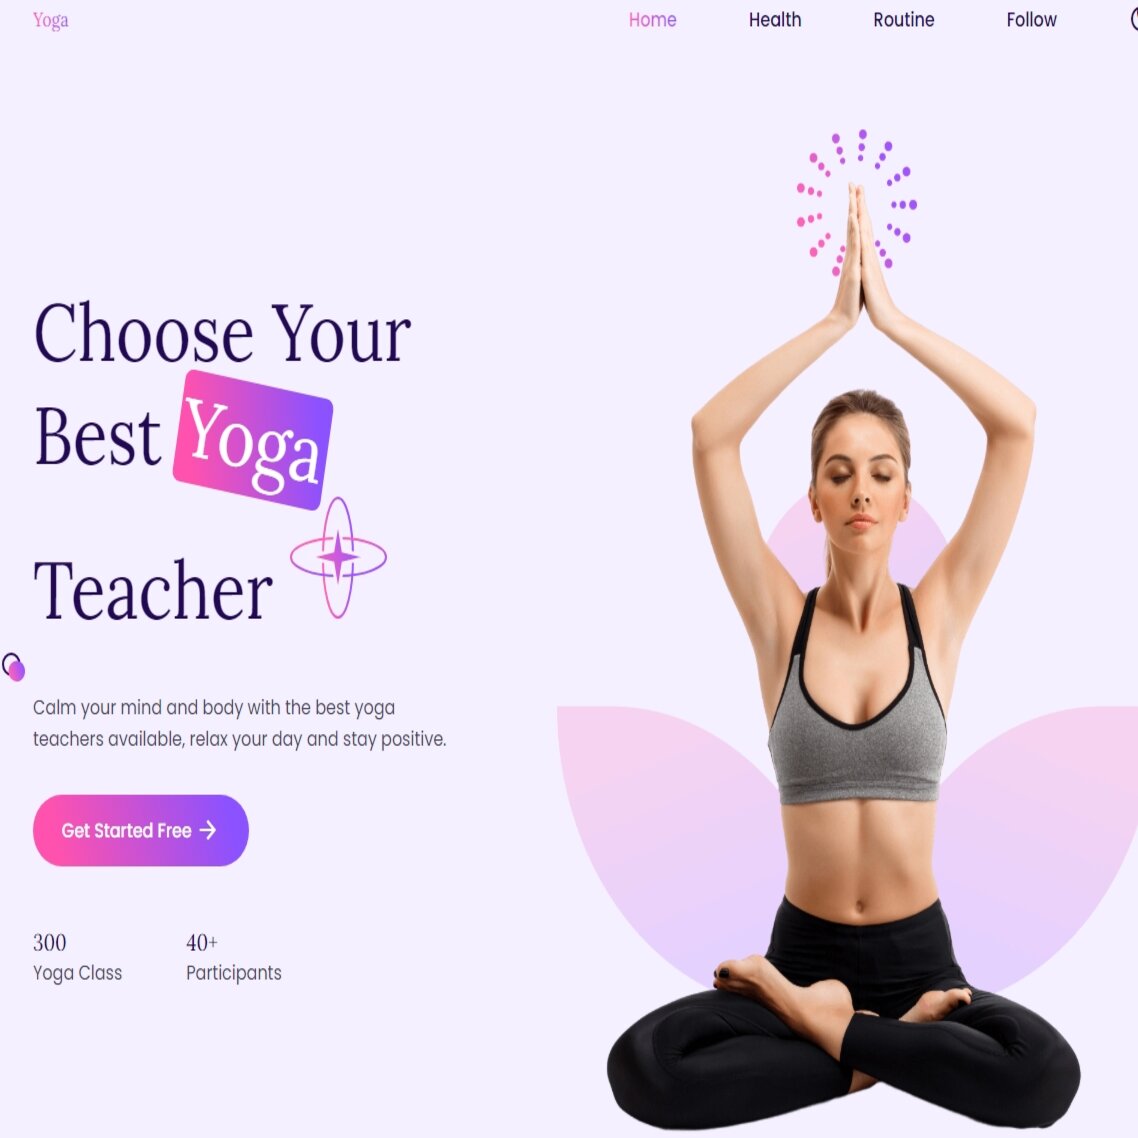 Yoga
Home Health Routine Follow
Choose Your
Best Yoga
Teacher
Calm your mind and body with the best yoga
teachers available, relax your day and stay positive.
Get Started Free →
300
Yoga Class
40+
Participants